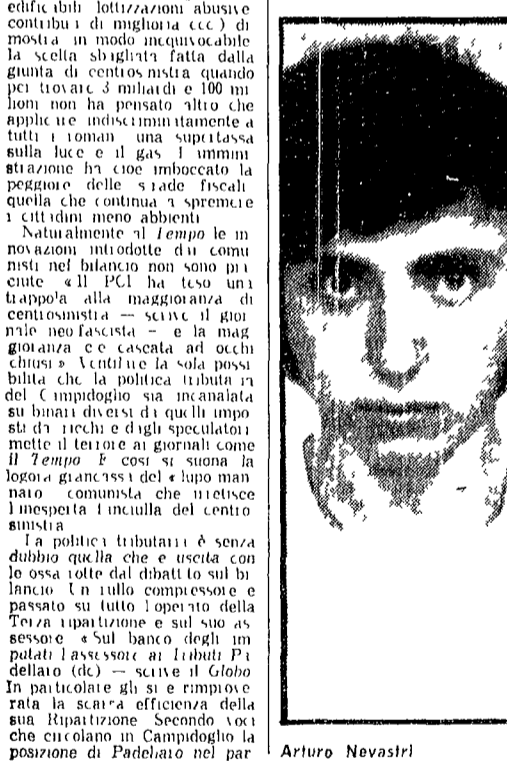 edificibili lottizzazioni abusive
contributi di miglioria ecc ) di
mostra in modo inequivocabile
la scelta sbagliata fatta dalla
giunta di centrosinistra quando
per trovare 3 miliardi e 100 mi
lioni non ha pensato altro che
applicare indiscriminatamente a
tutti i romani una supertassa
sulla luce e il gas L ammini
strazione ha cioe imboccato la
peggiore delle strade fiscali
quella che continua a spremere
i cittadini meno abbienti
Naturalmente al Tempo le in
novazioni introdotte dai comu
nisti nel bilancio non sono pia
ciute « Il PCI ha teso una
trappola alla maggioranza di
centrosinistra — scrive il gior
nale neofascista — e la mag
gioranza c e cascata ad occhi
chiusi » Ventilare la sola possi
bilità che la politica tributaria
del Campidoglio sia incanalata
su binari diversi da quelli impo
sti da ricchi e dagli speculatori
mette il terrore ai giornali come
il Tempo E così si suona la
logora grancassa del « lupo man
naro comunista che mietisce
l inesperta fanciulla del centro
sinistra
La politica tributaria è senza
dubbio quella che e uscita con
le ossa rotte dal dibattito sul bi
lancio Un rullo compressore e
passato su tutto l operato della
Terza ripartizione e sul suo as
sessore « Sul banco degli im
putati l assessore ai Tributi Pa
dellaro (dc) — scrive il Globo
In particolare gli si e rimprove
rata la scarsa efficienza della
sua Ripartizione Secondo voci
che circolano in Campidoglio la
posizione di Padellaro nel par
Arturo Nevastri